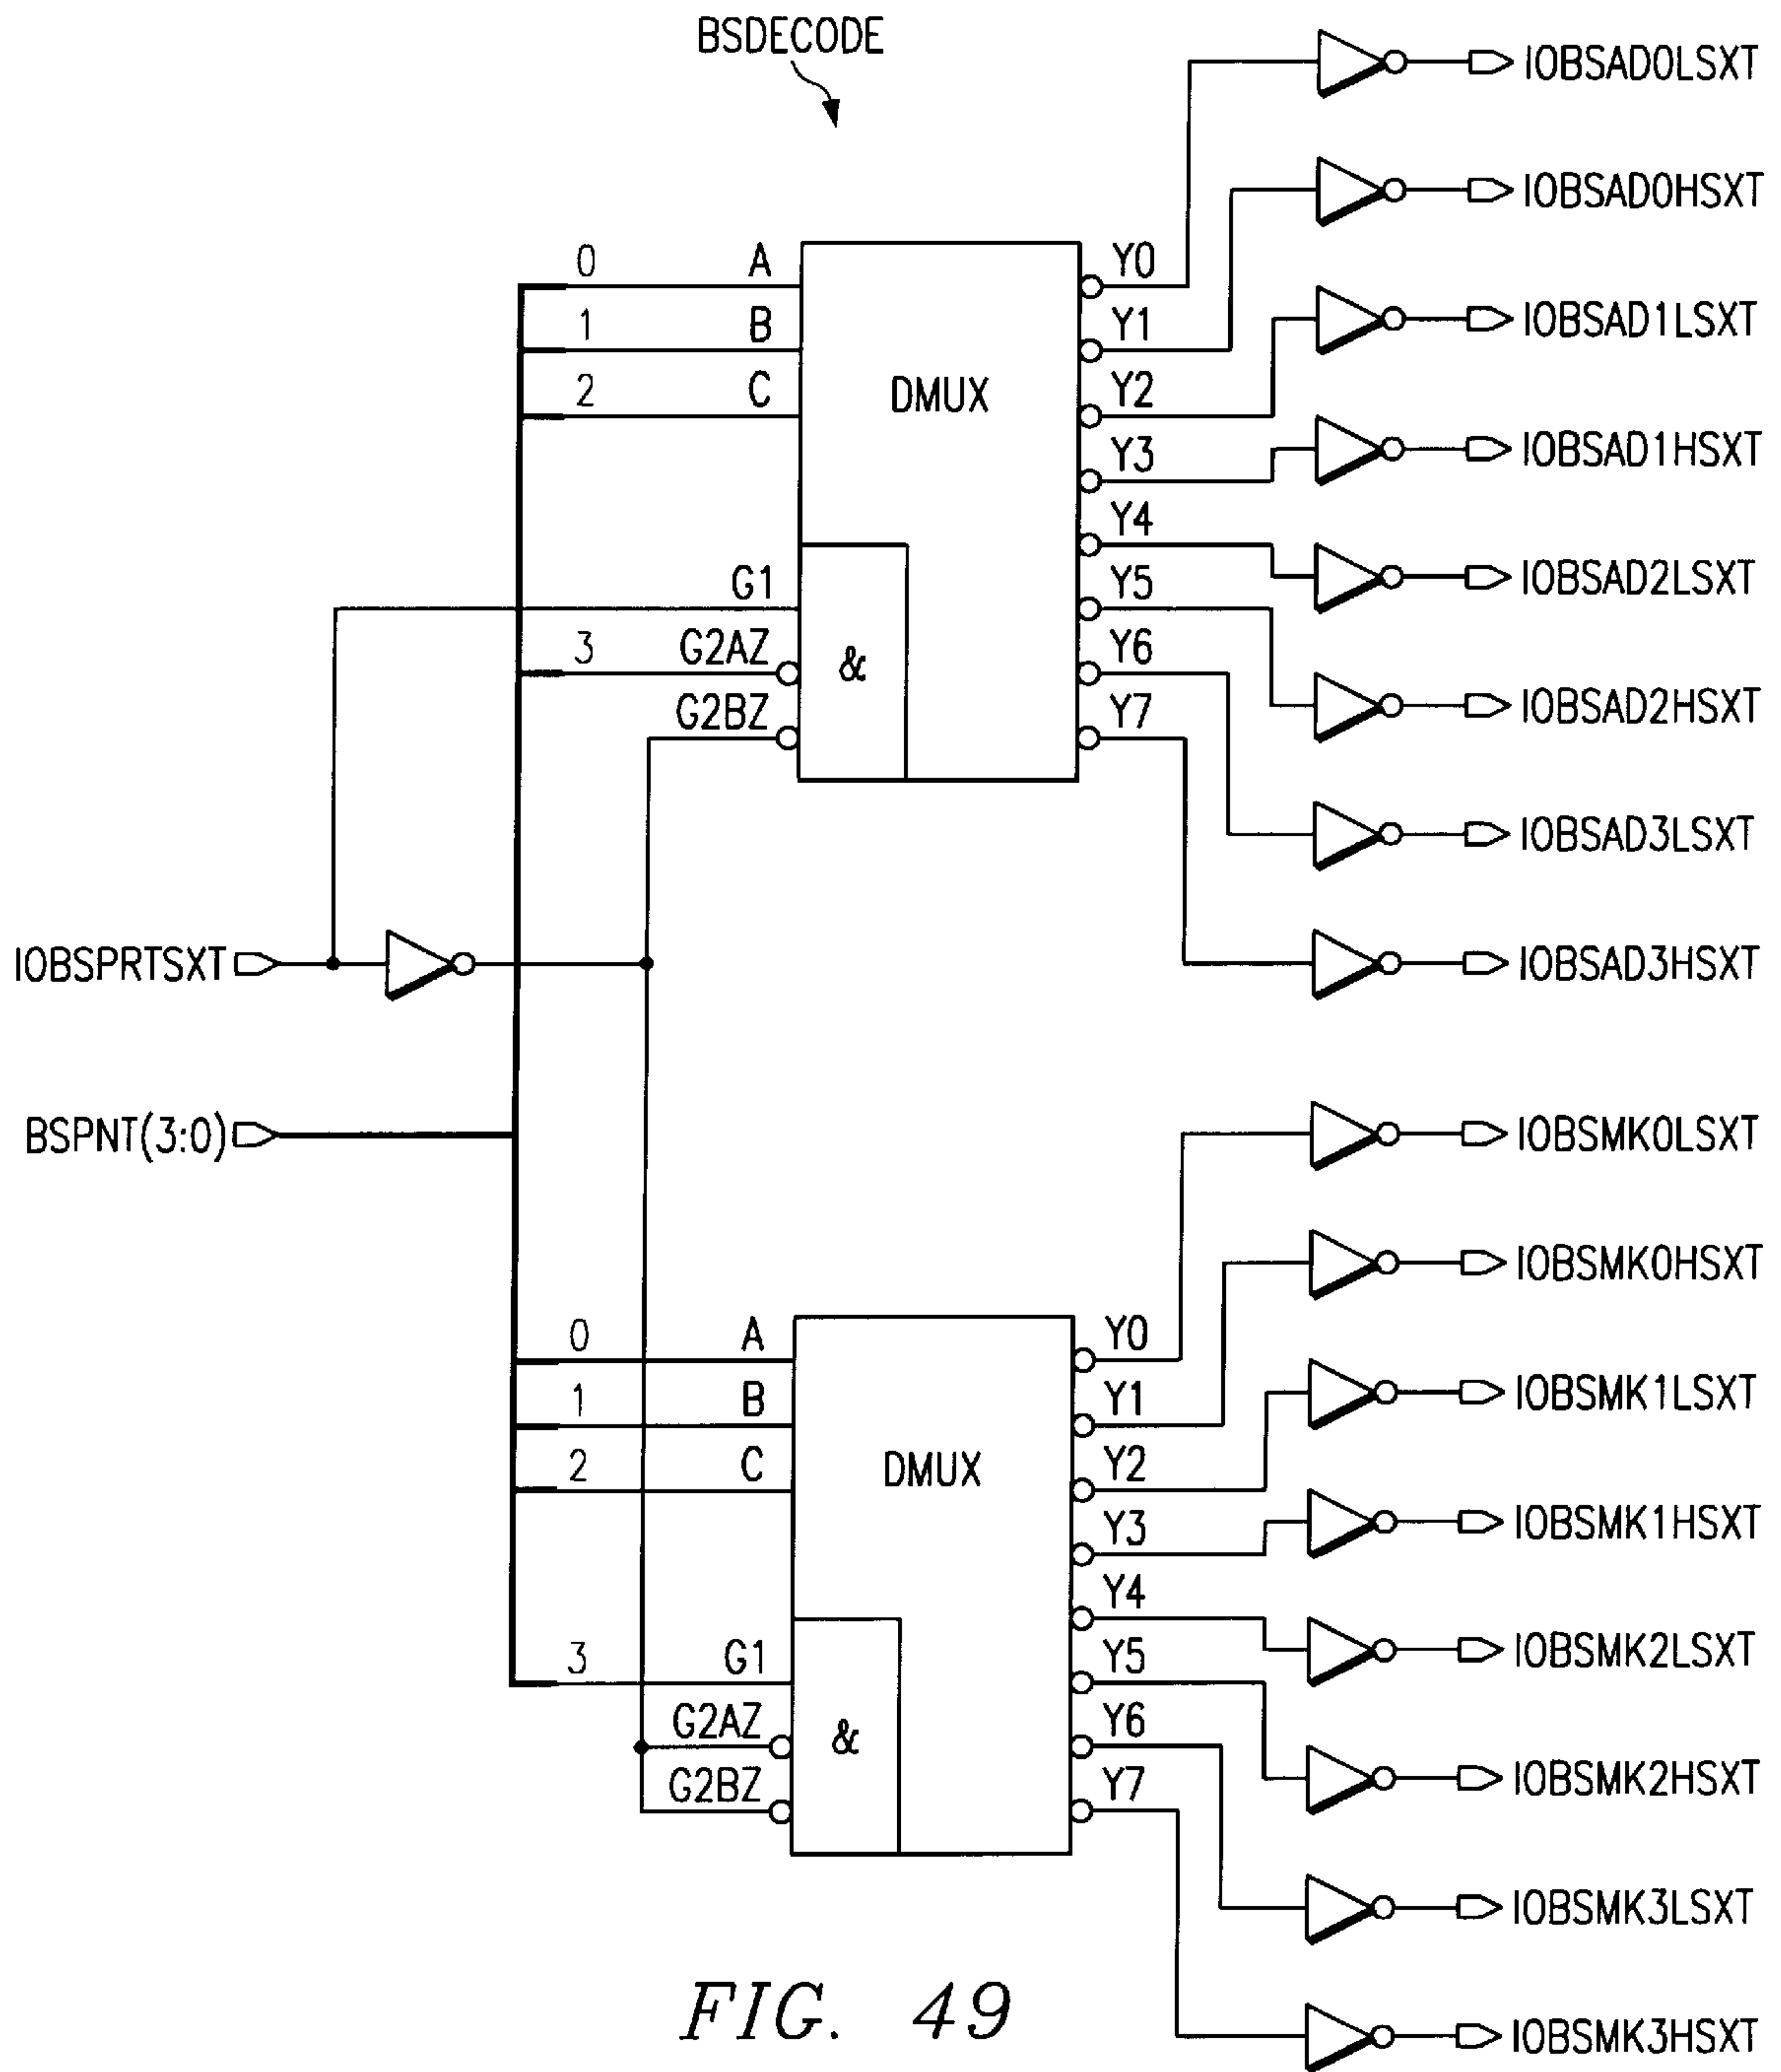 BSDECODE
IOBSAD0LSXT
IOBSAD0HSXT
0 A Y0
1 B Y1
IOBSAD1LSXT
2 C DMUX Y2
Y3
IOBSAD1HSXT
Y4
IOBSAD2LSXT
G1 Y5
3 G2AZ & Y6
G2BZ Y7
IOBSAD2HSXT
IOBSAD3LSXT
IOBSPRTSXT
IOBSAD3HSXT
BSPNT(3:0)
IOBSMK0LSXT
IOBSMK0HSXT
0 A Y0
1 B Y1
IOBSMK1LSXT
2 C DMUX Y2
Y3
IOBSMK1HSXT
Y4
IOBSMK2LSXT
3 G1 Y5
G2AZ & Y6
G2BZ Y7
IOBSMK2HSXT
IOBSMK3LSXT
FIG. 49
IOBSMK3HSXT